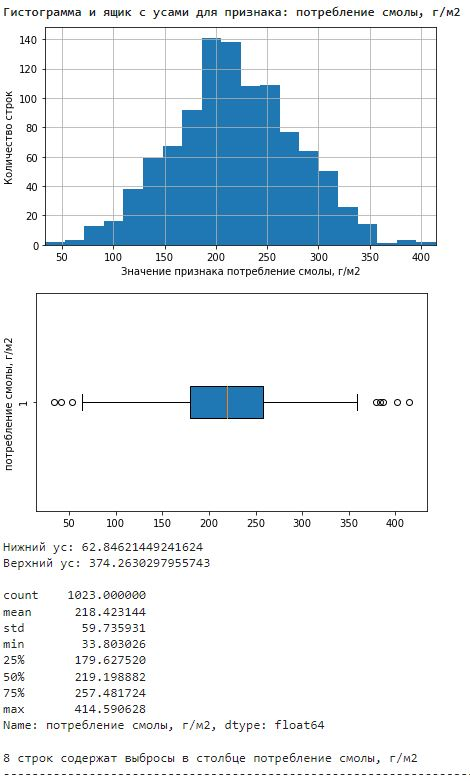 Гистограмма и ящик с усами для признака: потребление смолы, г/м2
140
120
100
80
60
40
20
0
Количество строк
50 100 150 200 250 300 350 400
Значение признака потребление смолы, г/м2
потребление смолы, г/м2
1
50 100 150 200 250 300 350 400
Нижний ус: 62.84621449241624
Верхний ус: 374.2630297955743
count 1023.000000
mean 218.423144
std 59.735931
min 33.803026
25% 179.627520
50% 219.198882
75% 257.481724
max 414.590628
Name: потребление смолы, г/м2, dtype: float64
8 строк содержат выбросы в столбце потребление смолы, г/м2